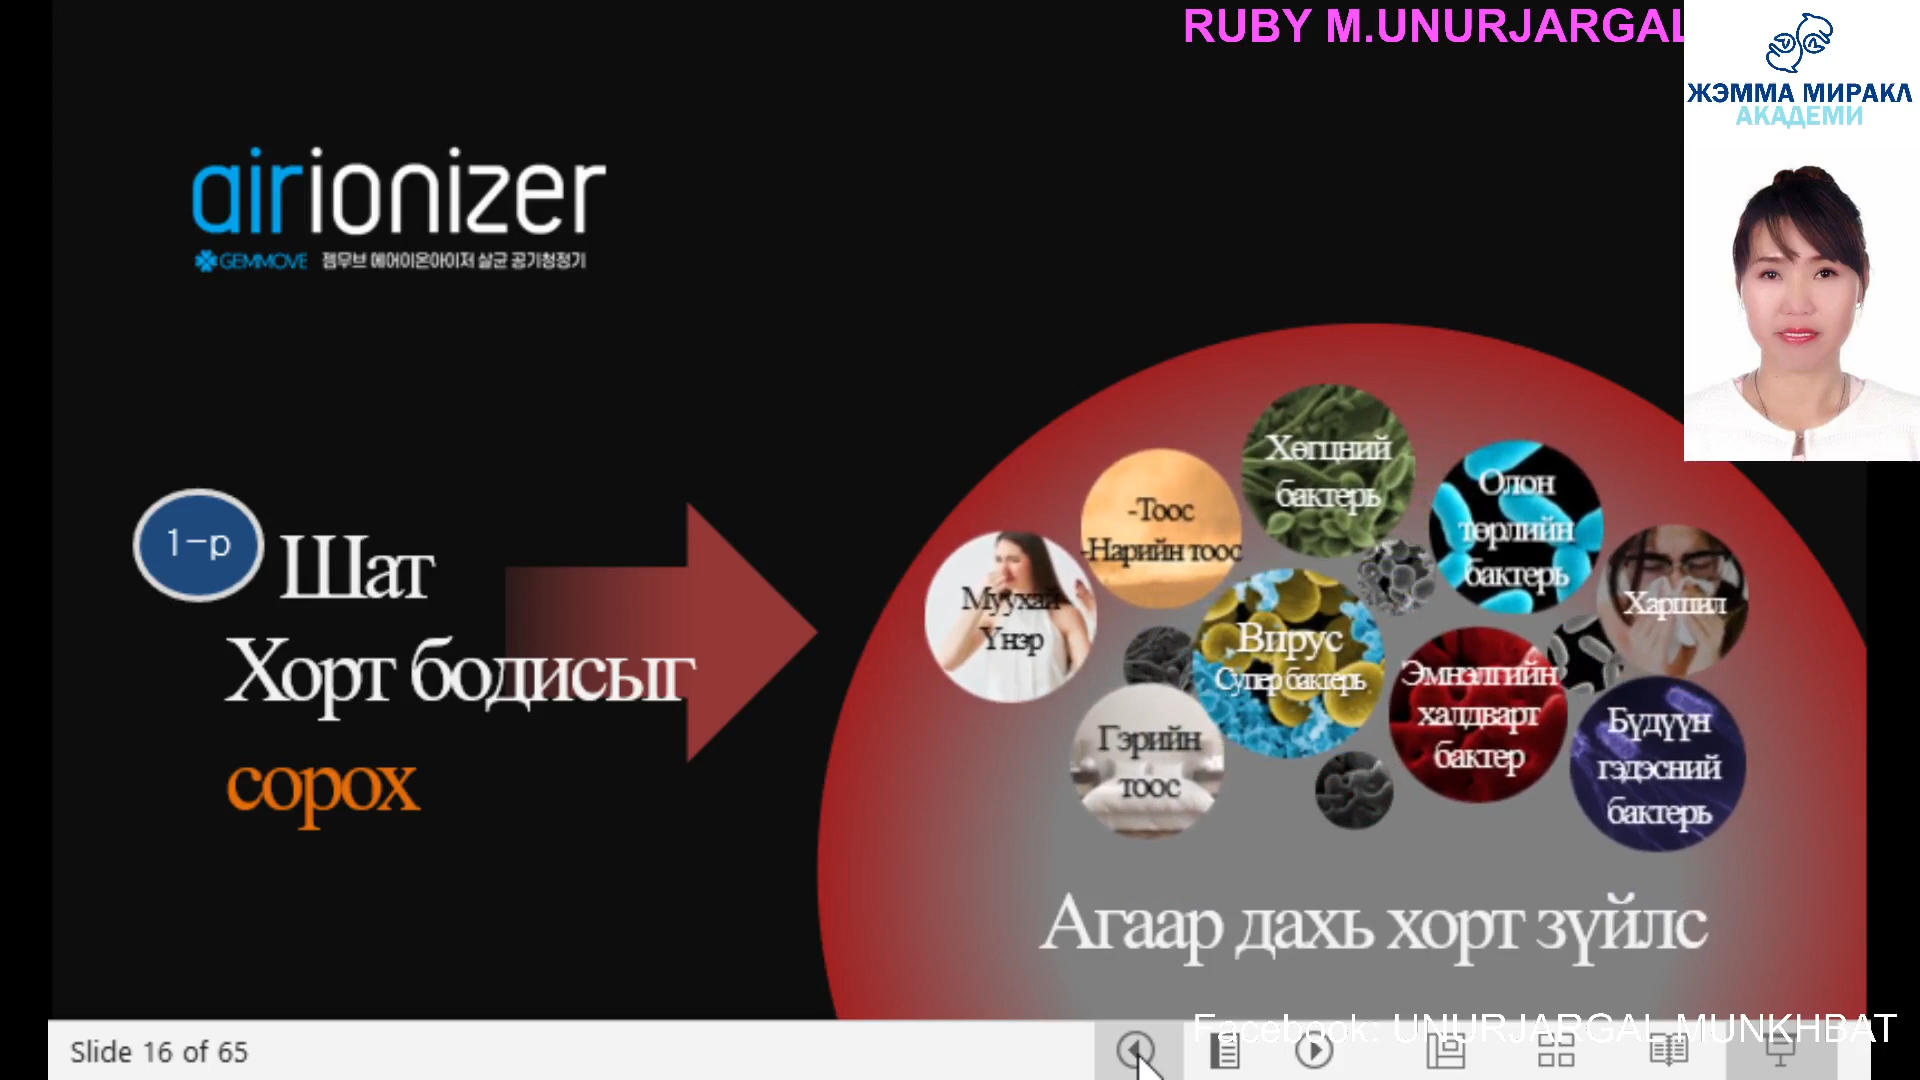 RUBY M.UNURJARGAL
ЖЭММА МИРАКЛ
АКАДЕМИ
airionizer
GEMMOVE 젬무브 에어이온아이저 살균 공기청정기
1-р
Шат
Хорт бодисыг
сорох
Хөгцний
бактерь
-Тоос
-Нарийн тоос
Олон
төрлийн
бактерь
Муухай
Үнэр
Харшил
Вирус
Супер бактерь
Эмнэлгийн
халдварт
бактер
Гэрийн
тоос
Бүдүүн
гэдэсний
бактерь
Агаар дахь хорт зүйлс
Facebook: UNURJARGAL MUNKHBAT
Slide 16 of 65